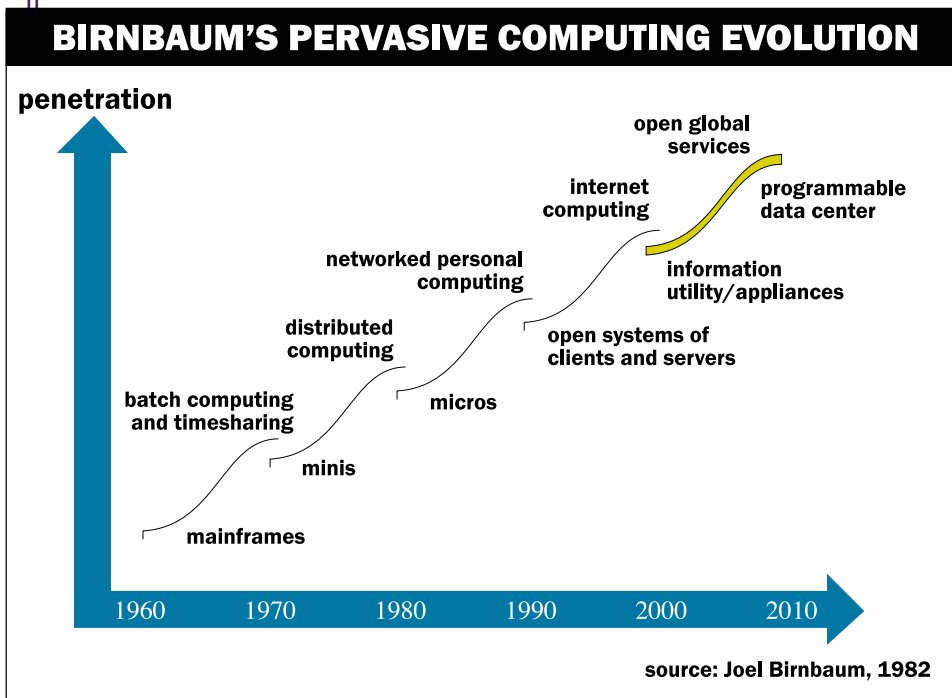 BIRNBAUM'S PERVASIVE COMPUTING EVOLUTION
penetration
open global
services
programmable
data center
internet
computing
information
utility/appliances
networked personal
computing
open systems of
clients and servers
distributed
computing
micros
batch computing
and timesharing
minis
mainframes
1960 1970 1980 1990 2000 2010
source: Joel Birnbaum, 1982